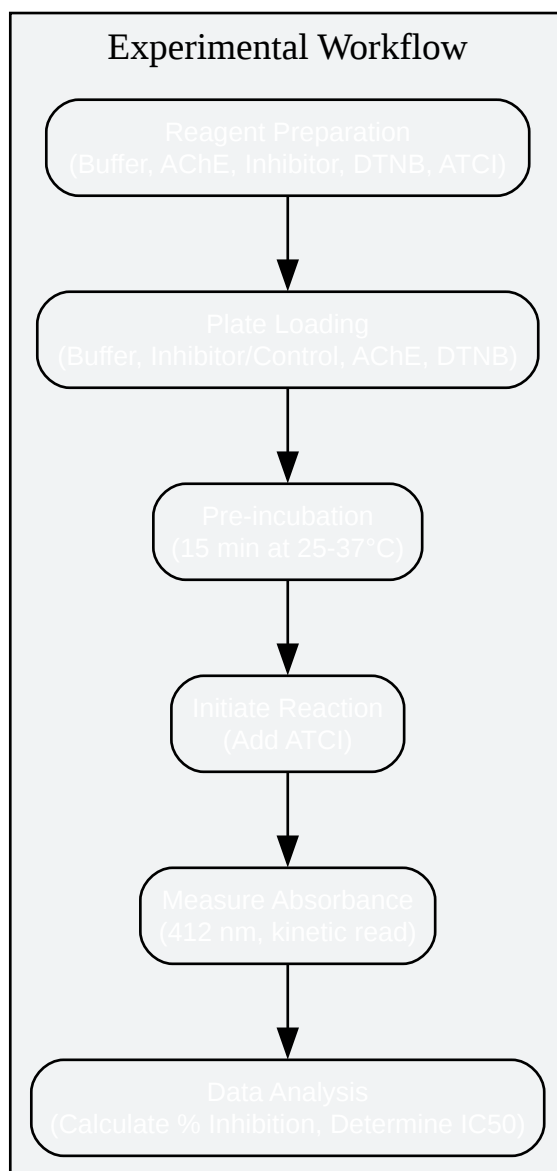 Experimental Workflow
Reagent Preparation
(Buffer, AChE, Inhibitor, DTNB, ATCI)
Plate Loading
(Buffer, Inhibitor/Control, AChE, DTNB)
Pre-incubation
(15 min at 25-37°C)
Initiate Reaction
(Add ATCI)
Measure Absorbance
(412 nm, kinetic read)
Data Analysis
(Calculate % Inhibition, Determine IC50)